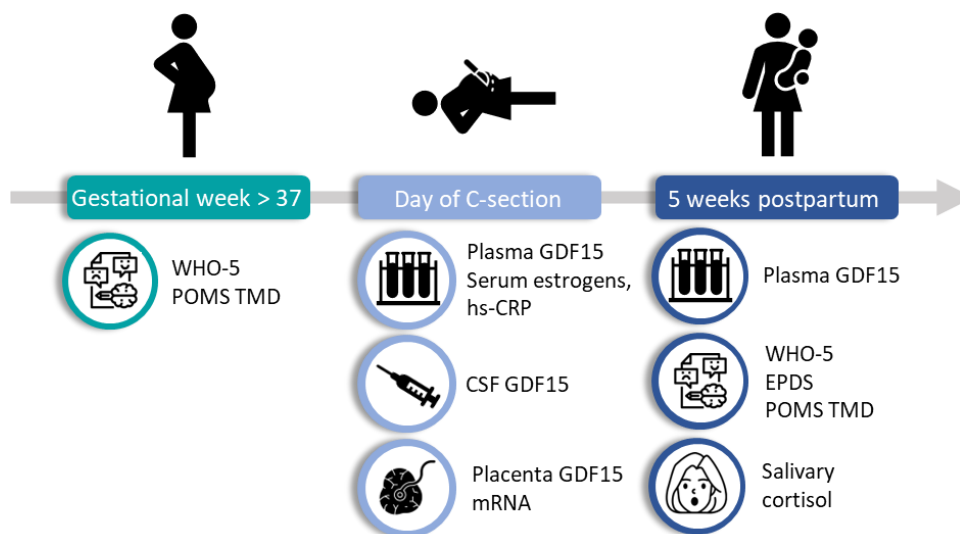 Gestational week > 37
WHO-5
POMS TMD
Day of C-section
Plasma GDF15
Serum estrogens,
hs-CRP
CSF GDF15
Placenta GDF15
mRNA
5 weeks postpartum
Plasma GDF15
WHO-5
EPDS
POMS TMD
Salivary
cortisol